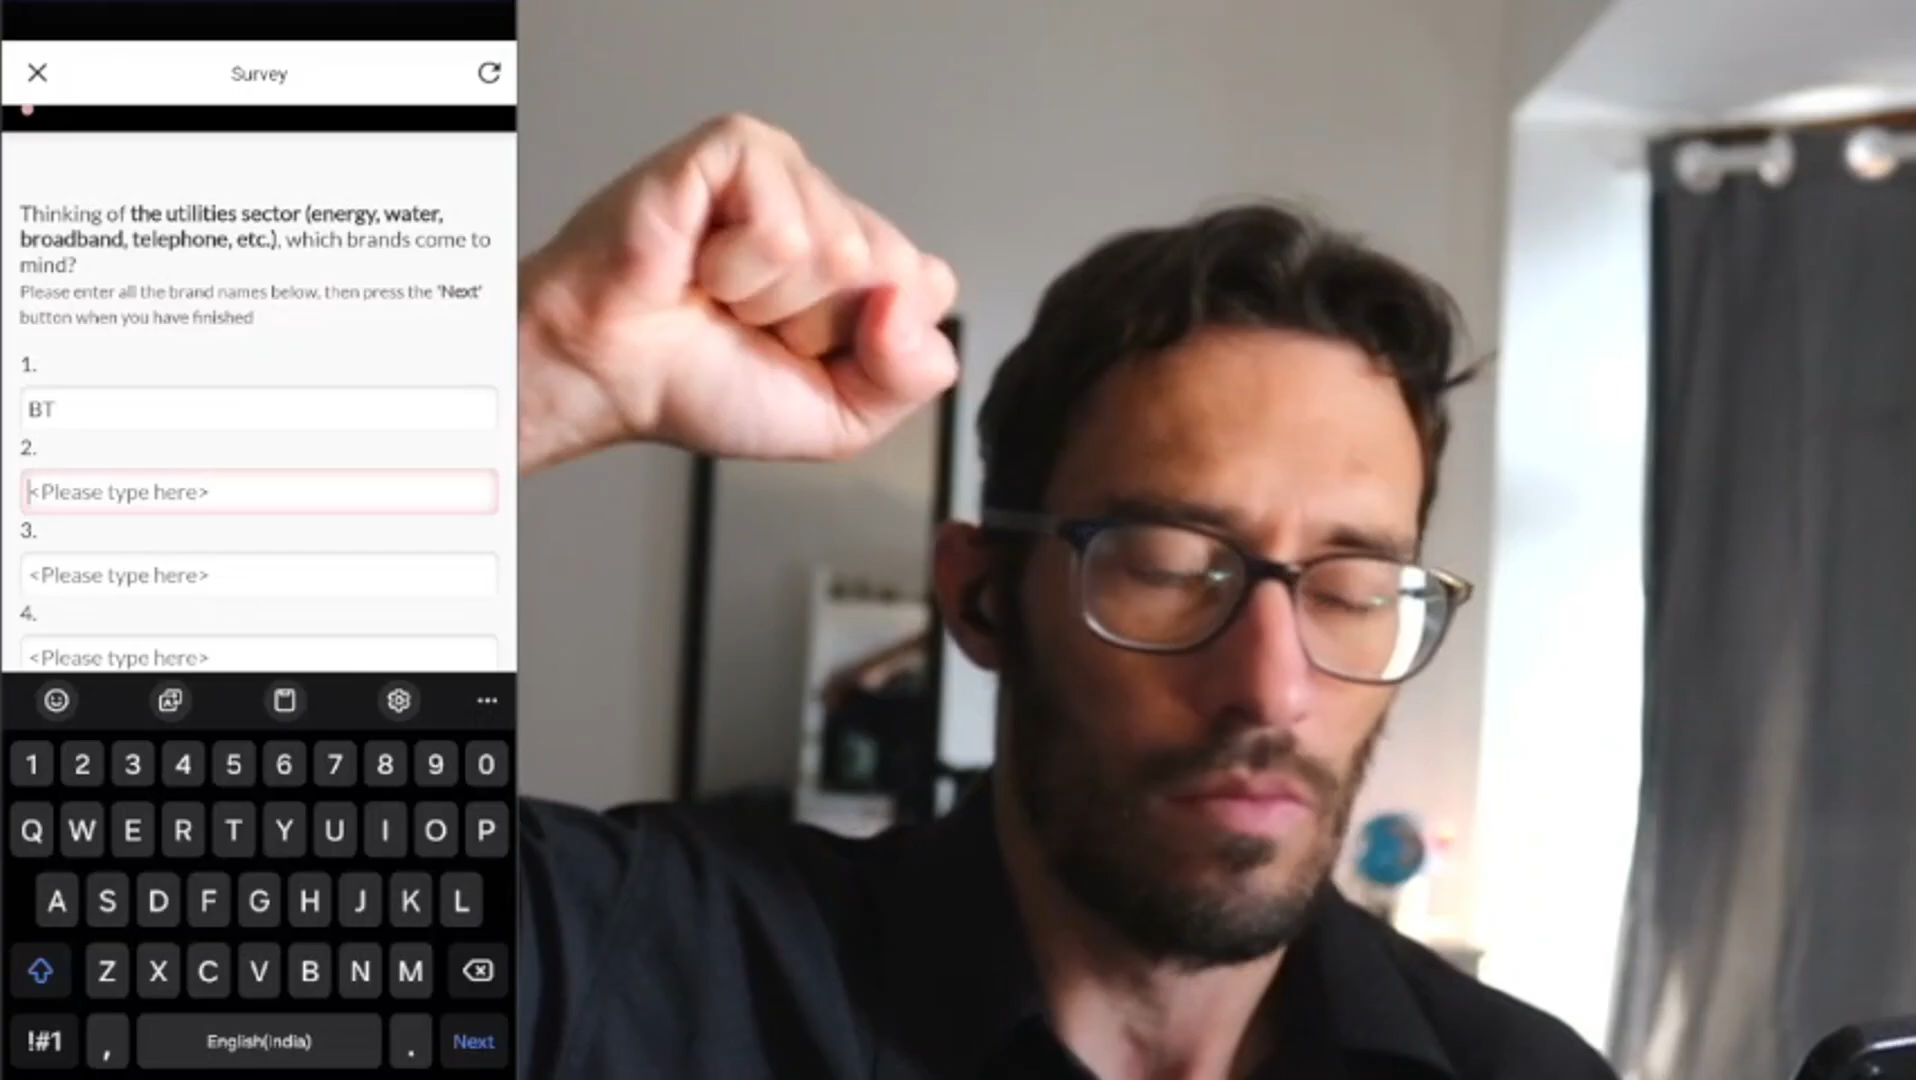 Survey
Thinking of the utilities sector (energy, water,
broadband, telephone, etc.), which brands come to
mind?
Please enter all the brand names below, then press the 'Next'
button when you have finished
1.
BT
2.
<Please type here>
3.
<Please type here>
4.
<Please type here>
1 2 3 4 5 6 7 8 9 0
Q W E R T Y U I O P
A S D F G H J K L
Z X C V B N M
!#1 , English(India) . Next